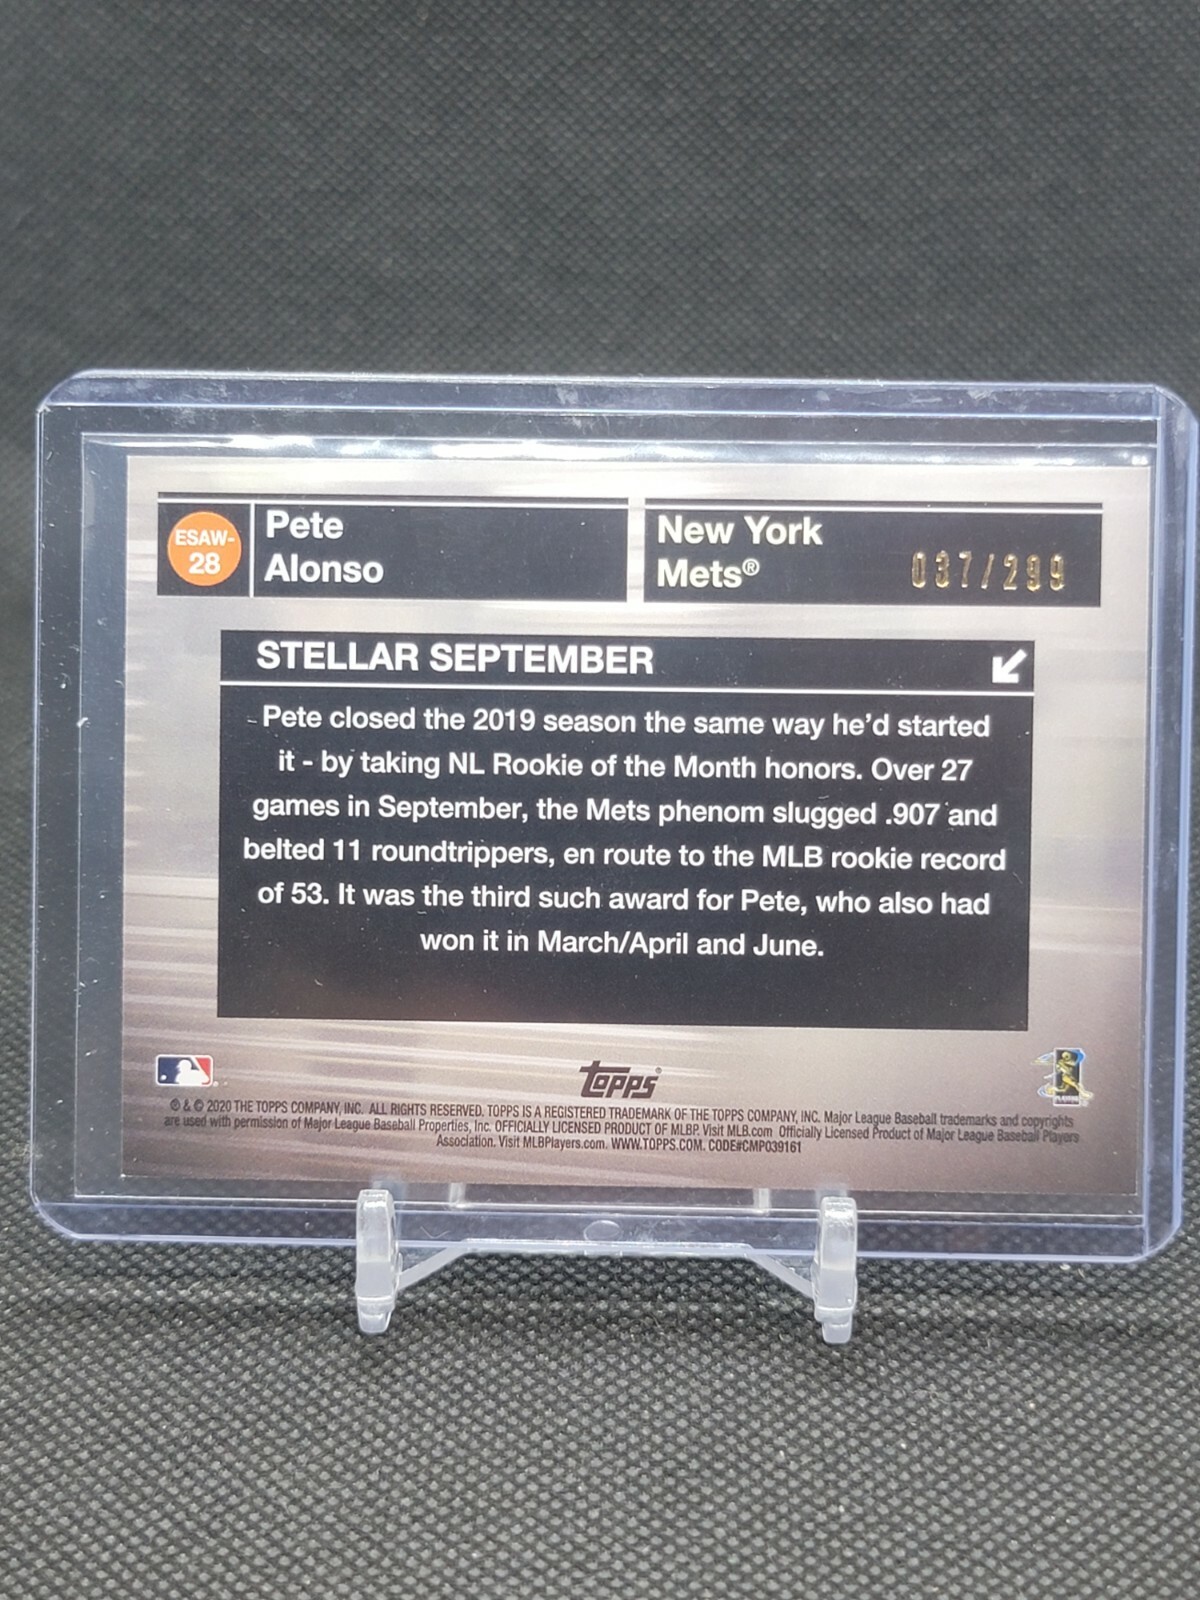 ESAW-
28
Pete
Alonso
New York
Mets®
037/299
STELLAR SEPTEMBER
Pete closed the 2019 season the same way he'd started
it - by taking NL Rookie of the Month honors. Over 27
games in September, the Mets phenom slugged .907 and
belted 11 roundtrippers, en route to the MLB rookie record
of 53. It was the third such award for Pete, who also had
won it in March/April and June.
topps®
® & © 2020 THE TOPPS COMPANY, INC. ALL RIGHTS RESERVED. TOPPS IS A REGISTERED TRADEMARK OF THE TOPPS COMPANY, INC. Major League Baseball trademarks and copyrights
are used with permission of Major League Baseball Properties, Inc. OFFICIALLY LICENSED PRODUCT OF MLBP. Visit MLB.com Officially Licensed Product of Major League Baseball Players
Association. Visit MLBPlayers.com. WWW.TOPPS.COM. CODE#CMP039161